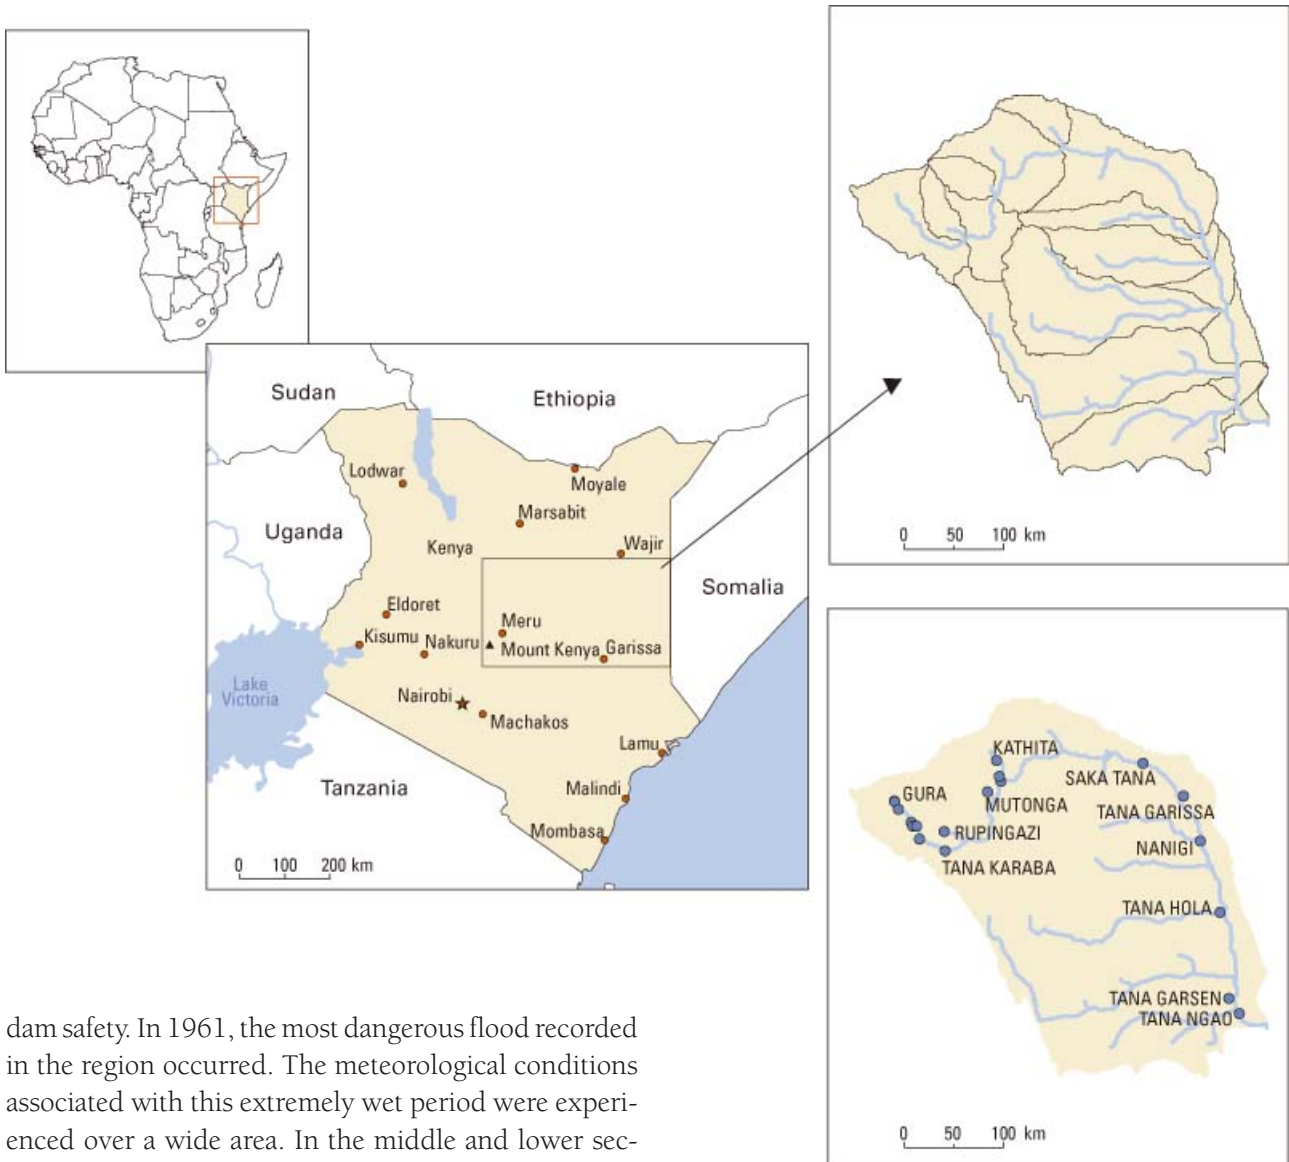 Sudan
Ethiopia
Lodwar
Moyale
Marsabit
Uganda
Kenya
Wajir
Somalia
Eldoret
Meru
Kisumu
Nakuru
Mount Kenya
Garissa
Lake
Victoria
Nairobi
Machakos
Lamu
Tanzania
Malindi
Mombasa
0 100 200 km
0 50 100 km
KATHITA
SAKA TANA
GURA
MUTONGA
TANA GARISSA
RUPINGAZI
NANIGI
TANA KARABA
TANA HOLA
TANA GARSEN
TANA NGAO
0 50 100 km
dam safety. In 1961, the most dangerous flood recorded
in the region occurred. The meteorological conditions
associated with this extremely wet period were experi-
enced over a wide area. In the middle and lower sec-